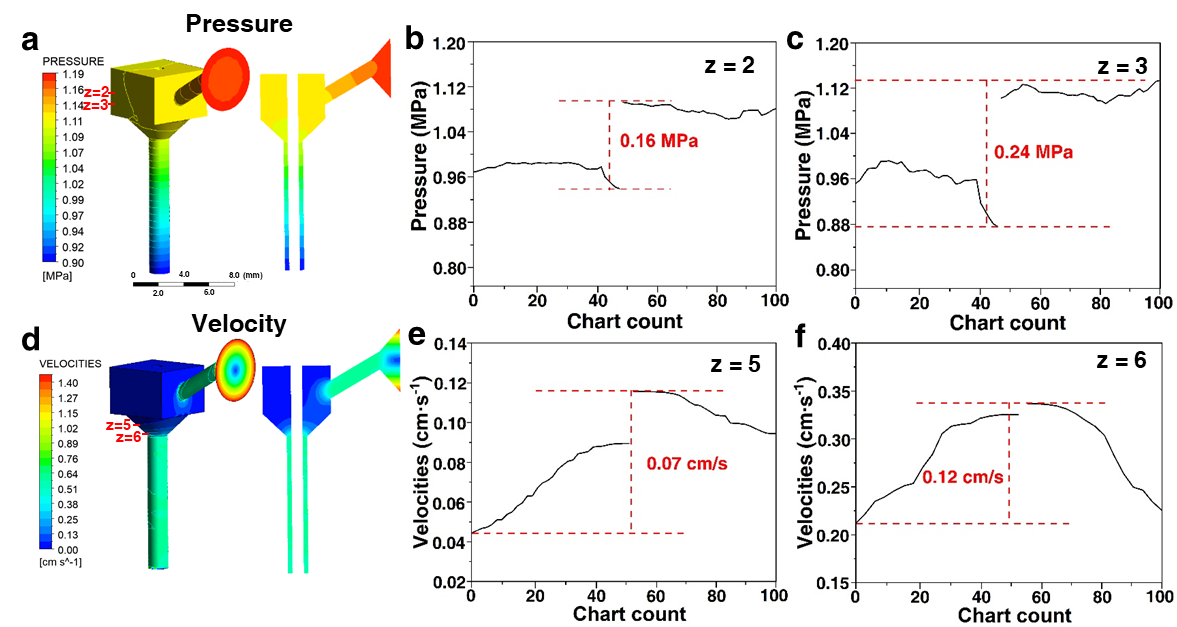 Pressure
a
PRESSURE
1.19
1.16
1.14
1.11
1.09
1.07
1.04
1.02
0.99
0.97
0.94
0.92
0.90
[MPa]
z=2
z=3
0 4.0 8.0 (mm)
2.0 6.0
b
z = 2
Pressure (MPa)
1.20
1.12
1.04
0.96
0.88
0.80
0.16 MPa
0 20 40 60 80 100
Chart count
c
z = 3
Pressure (MPa)
1.20
1.12
1.04
0.96
0.88
0.80
0.24 MPa
0 20 40 60 80 100
Chart count
Velocity
d
VELOCITIES
1.40
1.27
1.15
1.02
0.89
0.76
0.64
0.51
0.38
0.25
0.13
0.00
[cm s^-1]
z=5
z=6
e
z = 5
Velocities (cm·s⁻¹)
0.14
0.12
0.10
0.08
0.06
0.04
0.02
0.07 cm/s
0 20 40 60 80 100
Chart count
f
z = 6
Velocities (cm·s⁻¹)
0.40
0.35
0.30
0.25
0.20
0.15
0.12 cm/s
0 20 40 60 80 100
Chart count